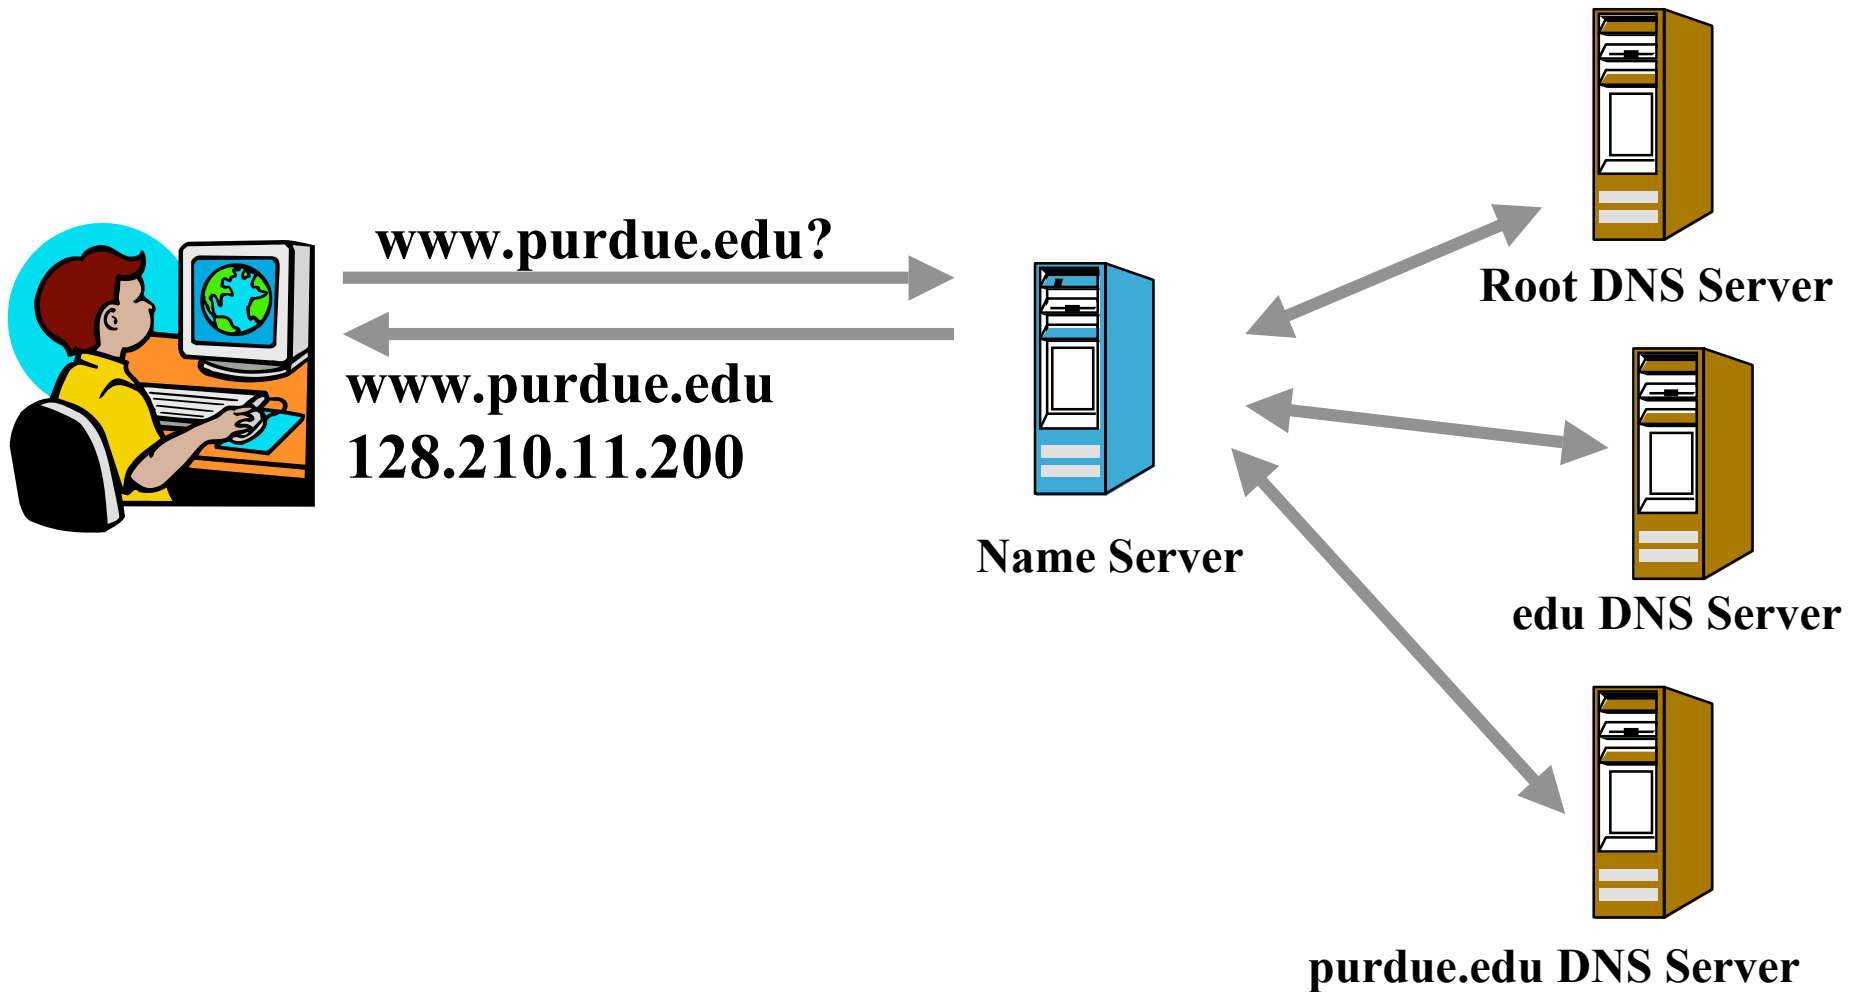 www.purdue.edu?
www.purdue.edu
128.210.11.200
Name Server
Root DNS Server
edu DNS Server
purdue.edu DNS Server